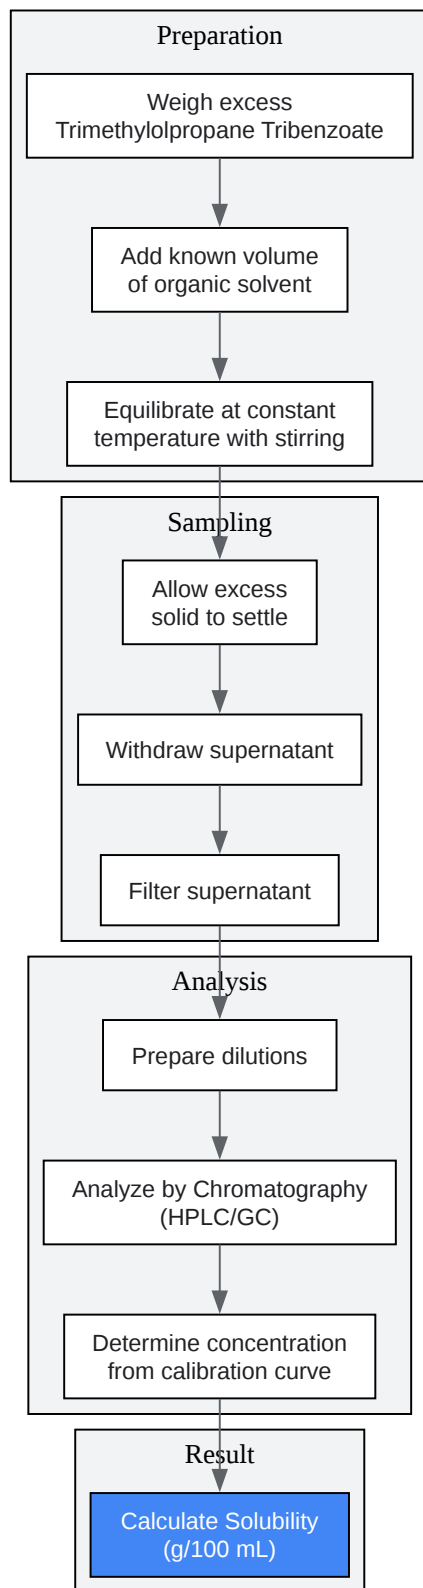 Preparation
Weigh excess
Trimethylolpropane Tribenzoate
Add known volume
of organic solvent
Equilibrate at constant
temperature with stirring
Sampling
Allow excess
solid to settle
Withdraw supernatant
Filter supernatant
Analysis
Prepare dilutions
Analyze by Chromatography
(HPLC/GC)
Determine concentration
from calibration curve
Result
Calculate Solubility
(g/100 mL)